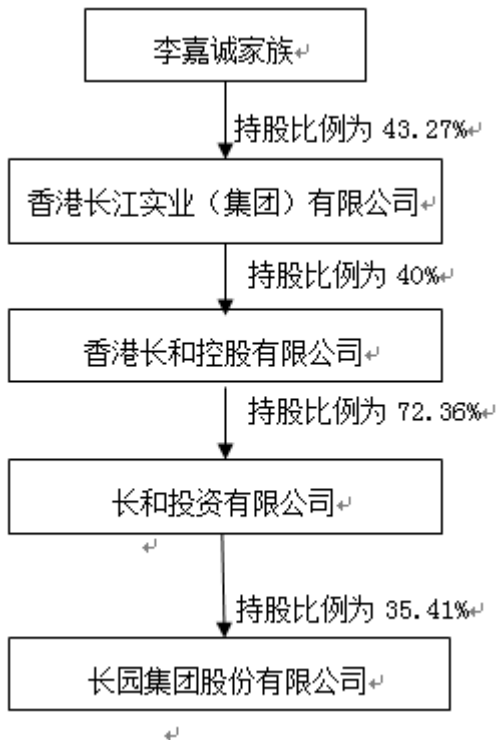 李嘉诚家族
持股比例为 43.27%
香港长江实业（集团）有限公司
持股比例为 40%
香港长和控股有限公司
持股比例为 72.36%
长和投资有限公司
持股比例为 35.41%
长园集团股份有限公司